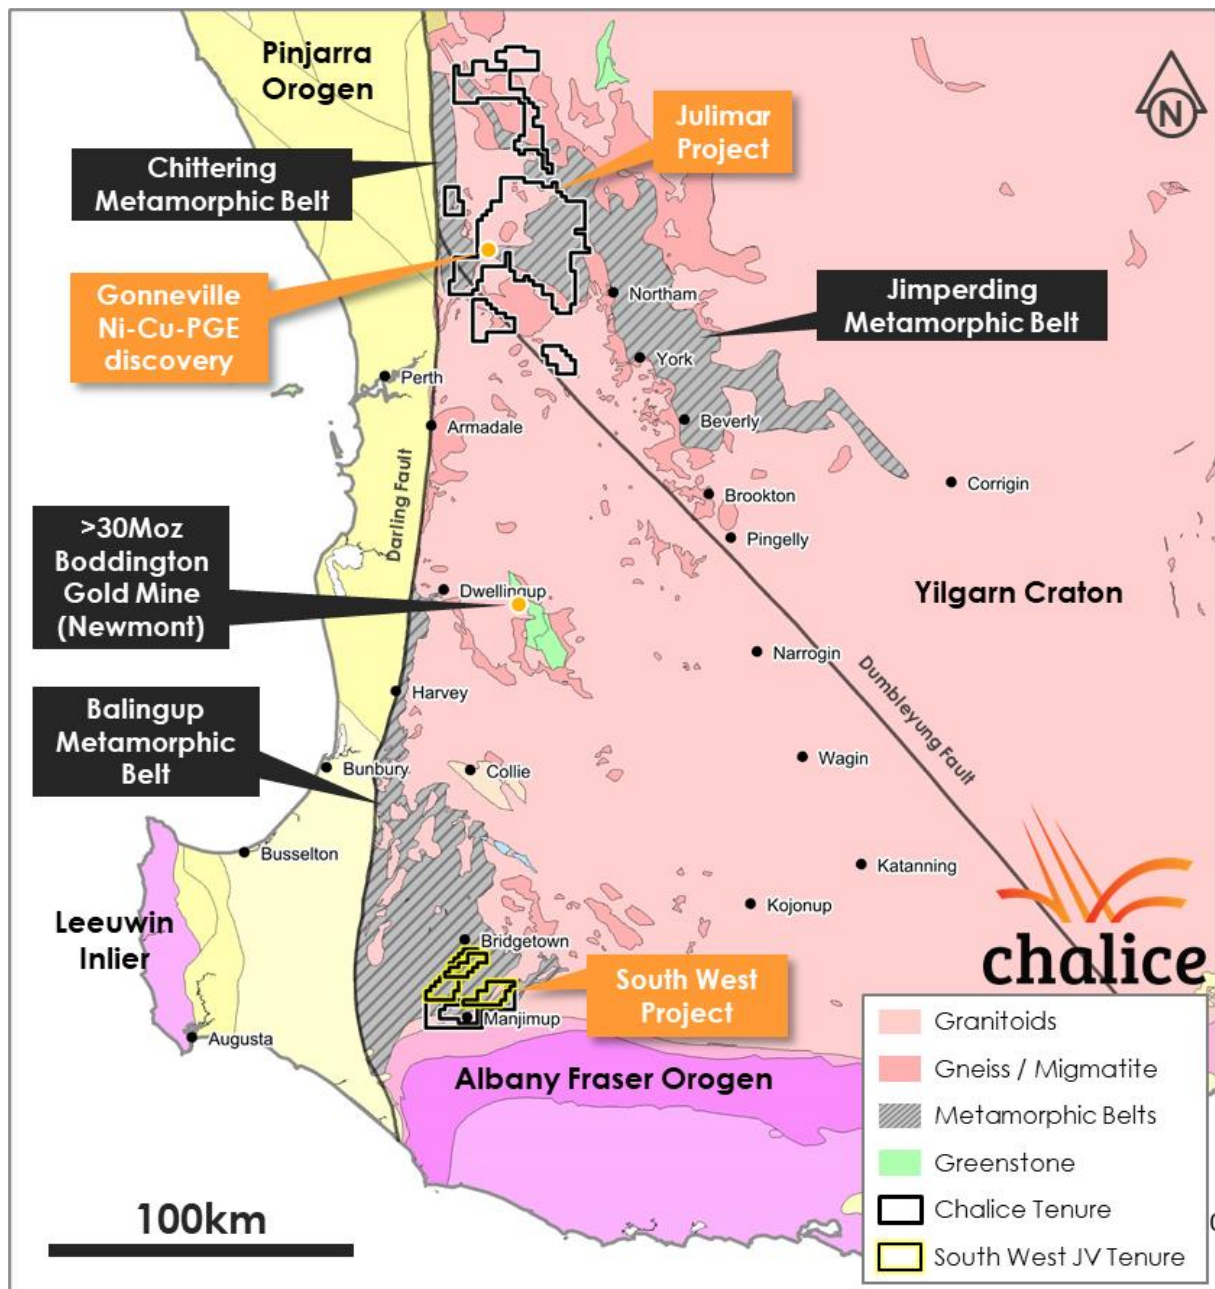 Pinjarra
Orogen
N
Julimar
Project
Chittering
Metamorphic Belt
Gonneville
Ni-Cu-PGE
discovery
Northam
Jimperding
Metamorphic Belt
York
Perth
Beverly
Armadale
Darling Fault
Corrigin
Brookton
Pingelly
>30Moz
Boddington
Gold Mine
(Newmont)
Dwellingup
Yilgarn Craton
Narrogin
Dumbleyung Fault
Harvey
Balingup
Metamorphic
Belt
Bunbury
Collie
Wagin
Busselton
Katanning
Kojonup
Leeuwin
Inlier
Bridgetown
chalice
South West
Project
Manjimup
Augusta
Albany Fraser Orogen
Granitoids
Gneiss / Migmatite
Metamorphic Belts
Greenstone
Chalice Tenure
South West JV Tenure
100km